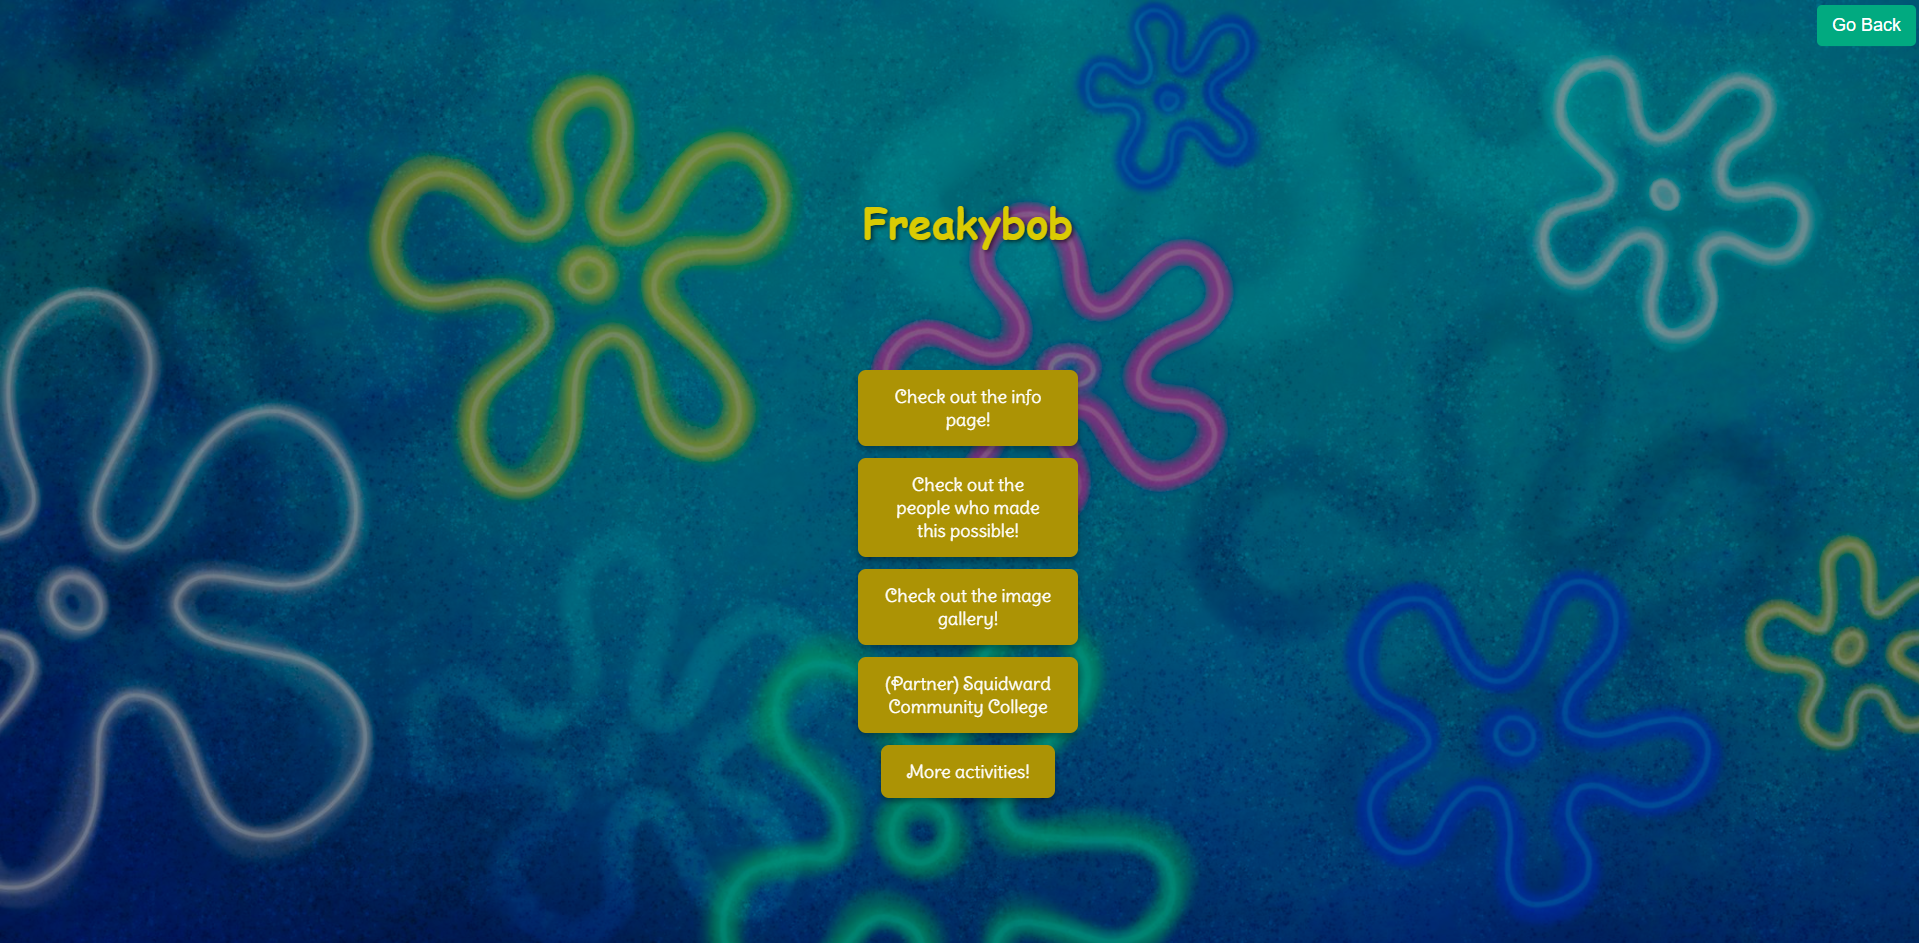 Go Back
Freakybob
Check out the info
page!
Check out the
people who made
this possible!
Check out the image
gallery!
(Partner) Squidward
Community College
More activities!